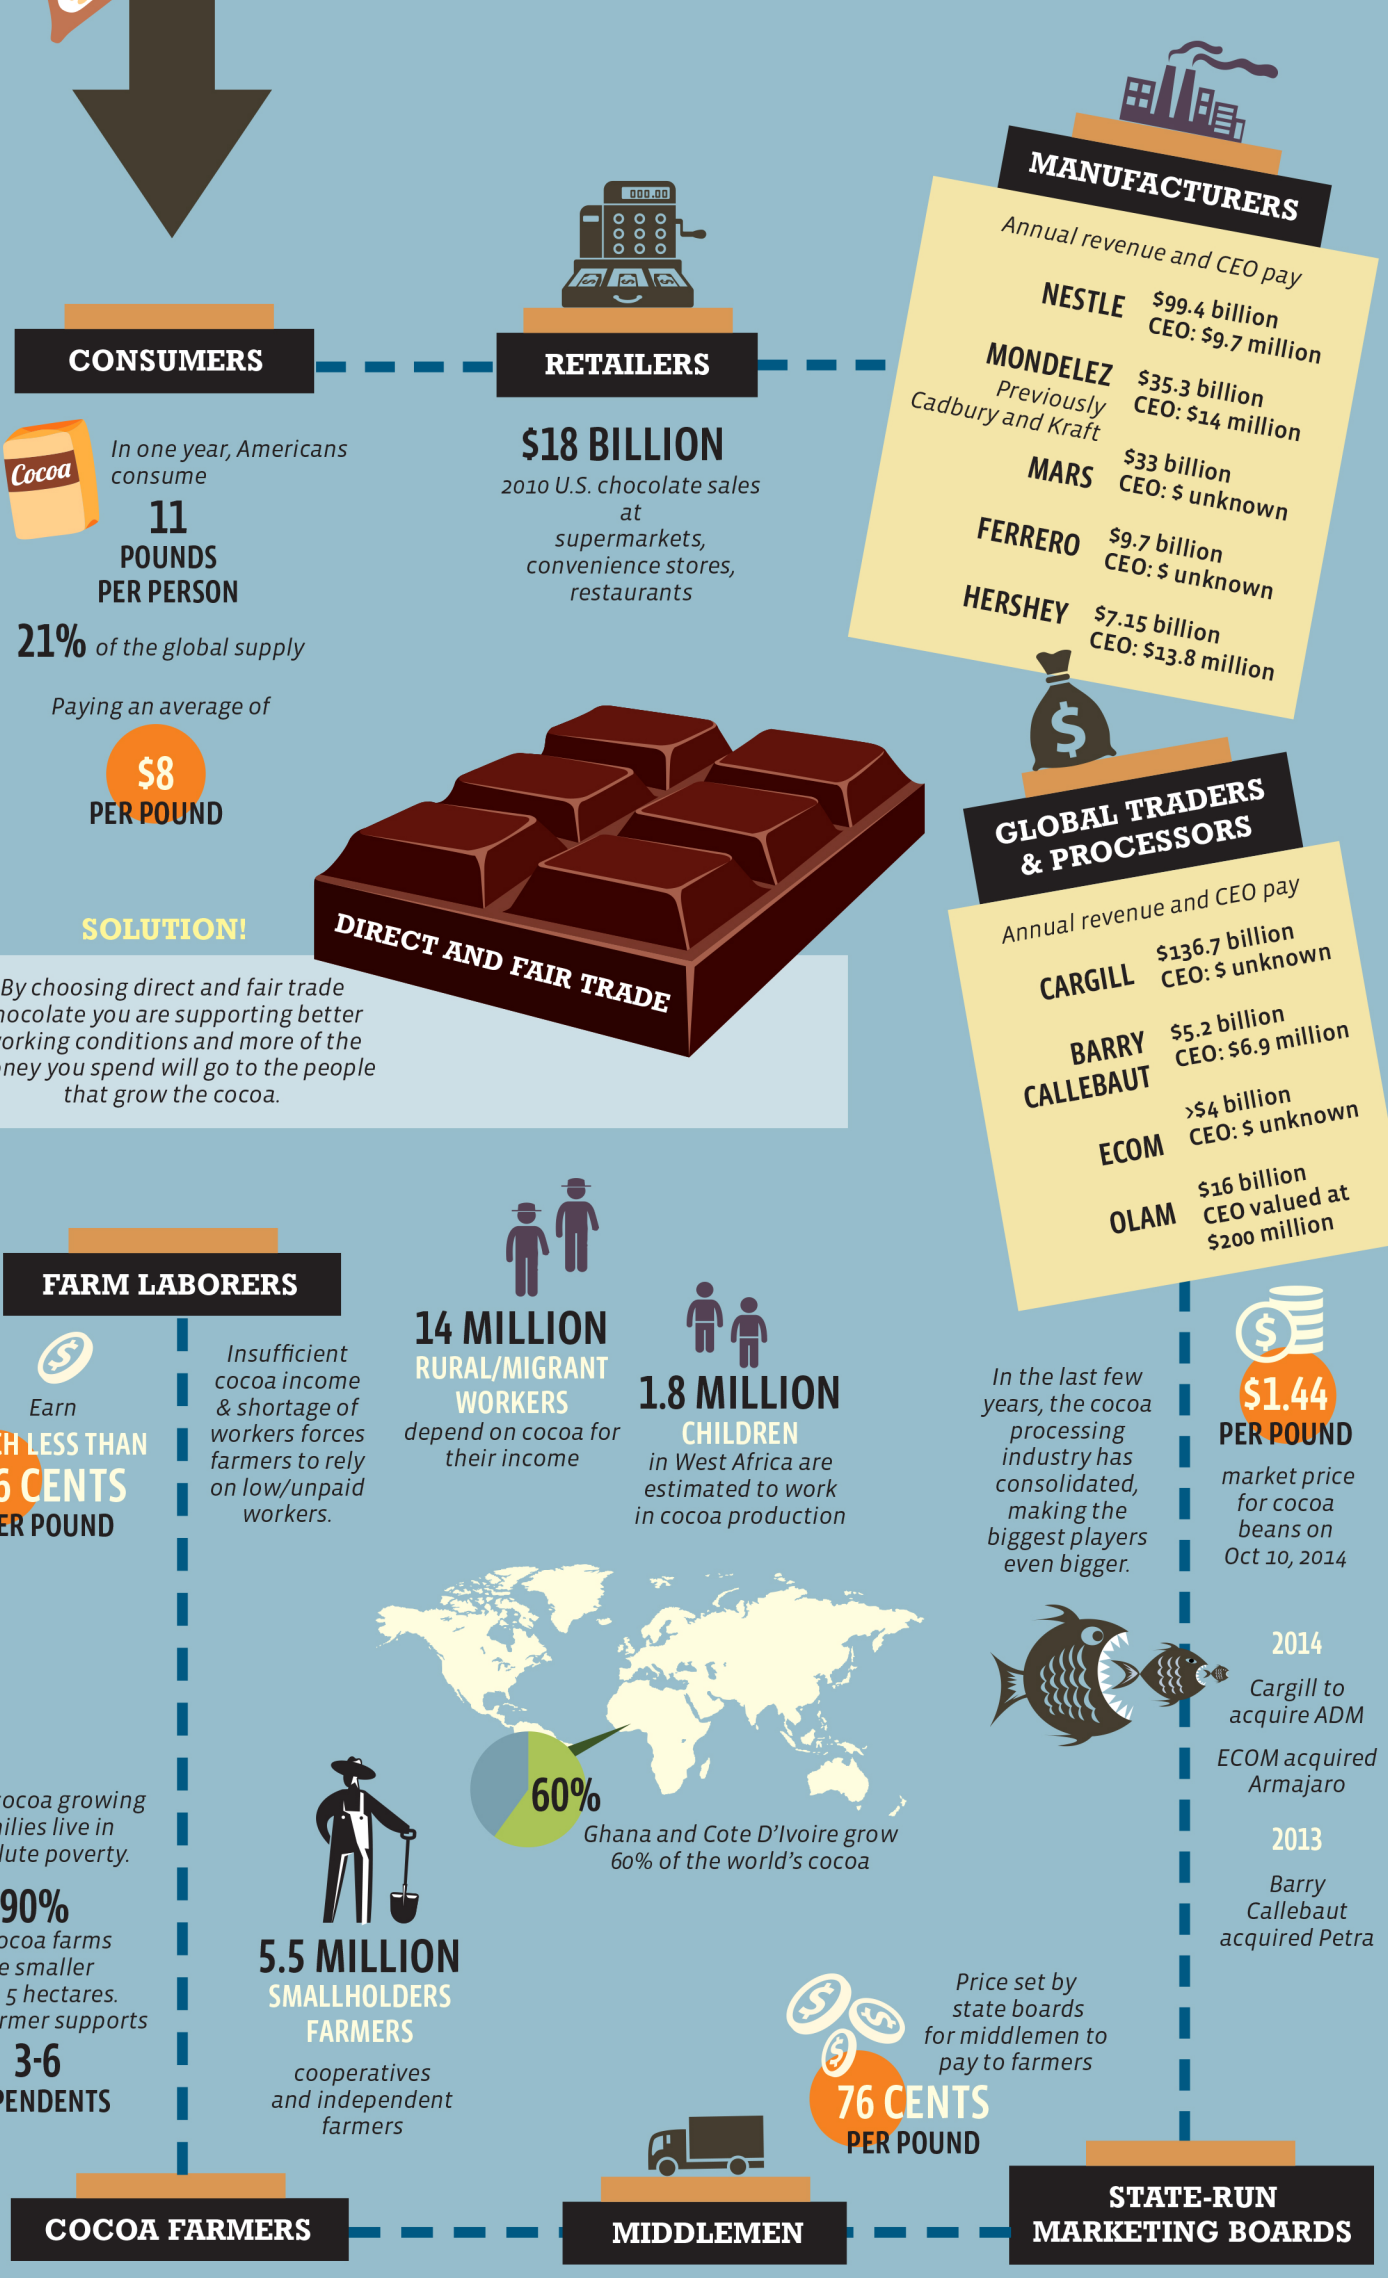 MANUFACTURERS
Annual revenue and CEO pay
NESTLE
$99.4 billion
CEO: $9.7 million
MONDELEZ
Previously
Cadbury and Kraft
$35.3 billion
CEO: $14 million
MARS
$33 billion
CEO: $ unknown
FERRERO
$9.7 billion
CEO: $ unknown
HERSHEY
$7.15 billion
CEO: $13.8 million
000.00
RETAILERS
$18 BILLION
2010 U.S. chocolate sales
at
supermarkets,
convenience stores,
restaurants
CONSUMERS
Cocoa
In one year, Americans
consume
11
POUNDS
PER PERSON
21% of the global supply
Paying an average of
$8
PER POUND
SOLUTION!
By choosing direct and fair trade
hocolate you are supporting better
orking conditions and more of the
ney you spend will go to the people
that grow the cocoa.
DIRECT AND FAIR TRADE
$
GLOBAL TRADERS
& PROCESSORS
Annual revenue and CEO pay
CARGILL
$136.7 billion
CEO: $ unknown
BARRY
CALLEBAUT
$5.2 billion
CEO: $6.9 million
ECOM
>$4 billion
CEO: $ unknown
OLAM
$16 billion
CEO valued at
$200 million
FARM LABORERS
$
Earn
H LESS THAN
6 CENTS
ER POUND
Insufficient
cocoa income
& shortage of
workers forces
farmers to rely
on low/unpaid
workers.
14 MILLION
RURAL/MIGRANT
WORKERS
depend on cocoa for
their income
1.8 MILLION
CHILDREN
in West Africa are
estimated to work
in cocoa production
In the last few
years, the cocoa
processing
industry has
consolidated,
making the
biggest players
even bigger.
$
$1.44
PER POUND
market price
for cocoa
beans on
Oct 10, 2014
2014
Cargill to
acquire ADM
ECOM acquired
Armajaro
2013
Barry
Callebaut
acquired Petra
60%
Ghana and Cote D'Ivoire grow
60% of the world's cocoa
ocoa growing
ilies live in
lute poverty.
90%
ocoa farms
e smaller
5 hectares.
rmer supports
3-6
PENDENTS
5.5 MILLION
SMALLHOLDERS
FARMERS
cooperatives
and independent
farmers
$ $ $
Price set by
state boards
for middlemen to
pay to farmers
76 CENTS
PER POUND
COCOA FARMERS
MIDDLEMEN
STATE-RUN
MARKETING BOARDS